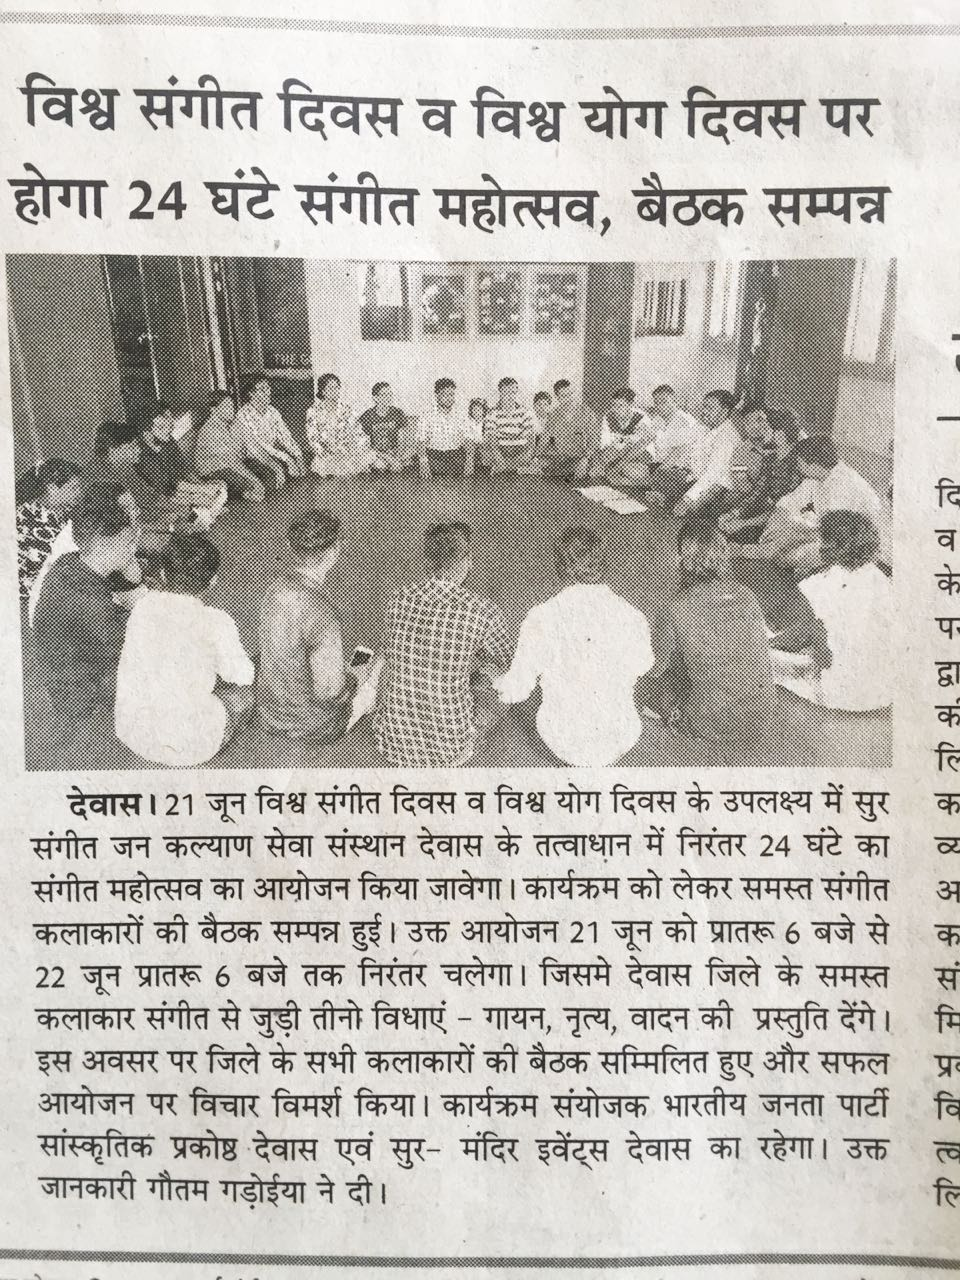 विश्व संगीत दिवस व विश्व योग दिवस पर
होगा 24 घंटे संगीत महोत्सव, बैठक सम्पन्न
देवास। 21 जून विश्व संगीत दिवस व विश्व योग दिवस के उपलक्ष्य में सुर
संगीत जन कल्याण सेवा संस्थान देवास के तत्वाधान में निरंतर 24 घंटे का
संगीत महोत्सव का आयोजन किया जावेगा। कार्यक्रम को लेकर समस्त संगीत
कलाकारों की बैठक सम्पन्न हुई। उक्त आयोजन 21 जून को प्रातरू 6 बजे से
22 जून प्रातरू 6 बजे तक निरंतर चलेगा। जिसमे देवास जिले के समस्त
कलाकार संगीत से जुड़ी तीनो विधाएं - गायन, नृत्य, वादन की प्रस्तुति देंगे।
इस अवसर पर जिले के सभी कलाकारों की बैठक सम्मिलित हुए और सफल
आयोजन पर विचार विमर्श किया। कार्यक्रम संयोजक भारतीय जनता पार्टी
सांस्कृतिक प्रकोष्ठ देवास एवं सुर- मंदिर इवेंट्स देवास का रहेगा। उक्त
जानकारी गौतम गड़ोईया ने दी।